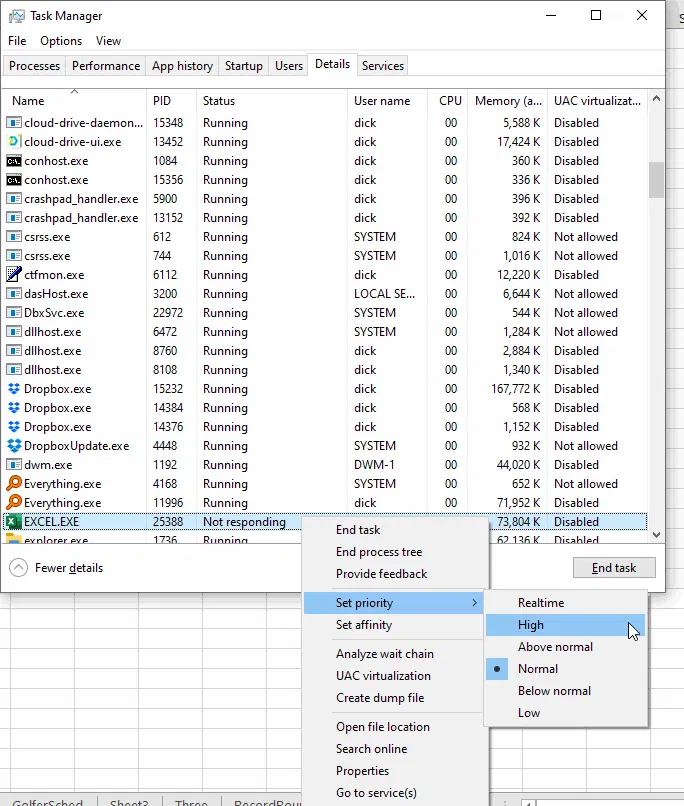 Task Manager
File Options View
Processes Performance App history Startup Users Details Services
Name PID Status User name CPU Memory (a... UAC virtualizat...
cloud-drive-daemon... 15348 Running dick 00 5,588 K Disabled
cloud-drive-ui.exe 13452 Running dick 00 17,424 K Disabled
conhost.exe 1084 Running dick 00 360 K Disabled
conhost.exe 15356 Running dick 00 336 K Disabled
crashpad_handler.exe 5900 Running dick 00 396 K Disabled
crashpad_handler.exe 13152 Running dick 00 392 K Disabled
csrss.exe 612 Running SYSTEM 00 824 K Not allowed
csrss.exe 744 Running SYSTEM 00 1,016 K Not allowed
ctfmon.exe 6112 Running dick 00 12,220 K Disabled
dasHost.exe 3200 Running LOCAL SE... 00 6,644 K Not allowed
DbxSvc.exe 22972 Running SYSTEM 00 544 K Not allowed
dllhost.exe 6472 Running SYSTEM 00 1,284 K Not allowed
dllhost.exe 8760 Running dick 00 2,884 K Disabled
dllhost.exe 8108 Running dick 00 1,340 K Disabled
Dropbox.exe 15232 Running dick 00 167,772 K Disabled
Dropbox.exe 14384 Running dick 00 568 K Disabled
Dropbox.exe 14376 Running dick 00 1,152 K Disabled
DropboxUpdate.exe 4448 Running SYSTEM 00 932 K Not allowed
dwm.exe 1192 Running DWM-1 00 44,020 K Disabled
Everything.exe 4168 Running SYSTEM 00 652 K Not allowed
Everything.exe 11996 Running dick 00 71,952 K Disabled
EXCEL.EXE 25388 Not responding 73,804 K Disabled
explorer.exe 1736 Running 62,136 K Disabled
End task
End process tree
Provide feedback
Set priority
Set affinity
Analyze wait chain
UAC virtualization
Create dump file
Open file location
Search online
Properties
Go to service(s)
Realtime
High
Above normal
Normal
Below normal
Low
Fewer details
End task
GolferSched Sheet3 Three RecordRou